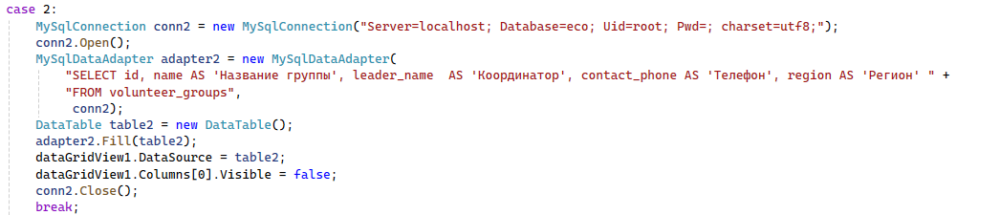 case 2:
MySqlConnection conn2 = new MySqlConnection("Server=localhost; Database=eco; Uid=root; Pwd=; charset=utf8;");
conn2.Open();
MySqlDataAdapter adapter2 = new MySqlDataAdapter(
"SELECT id, name AS 'Название группы', leader_name  AS 'Координатор', contact_phone AS 'Телефон', region AS 'Регион' " +
"FROM volunteer_groups",
conn2);
DataTable table2 = new DataTable();
adapter2.Fill(table2);
dataGridView1.DataSource = table2;
dataGridView1.Columns[0].Visible = false;
conn2.Close();
break;